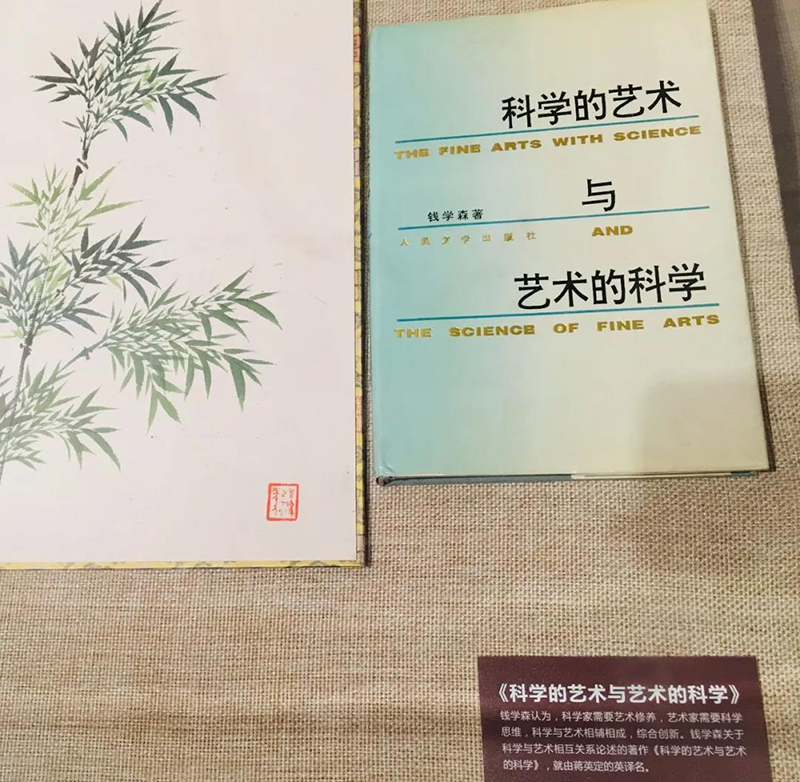 科学的艺术
THE FINE ARTS WITH SCIENCE
与
钱学森著
人民文学出版社
AND
艺术的科学
THE SCIENCE OF FINE ARTS
《科学的艺术与艺术的科学》
钱学森认为，科学家需要艺术修养，艺术家需要科学
思维，科学与艺术相辅相成，综合创新。钱学森关于
科学与艺术相互关系论述的著作《科学的艺术与艺术
的科学》，就由蒋英定的英译名。